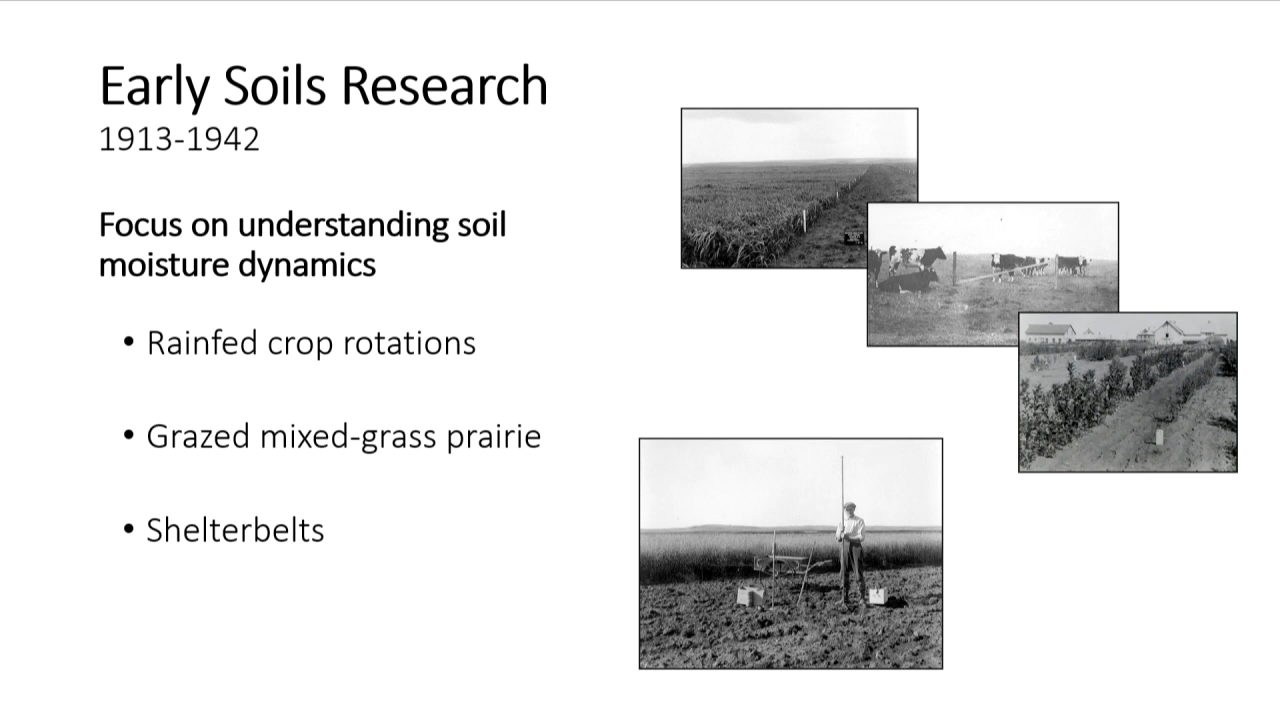 Early Soils Research
1913-1942
Focus on understanding soil
moisture dynamics
• Rainfed crop rotations
• Grazed mixed-grass prairie
• Shelterbelts